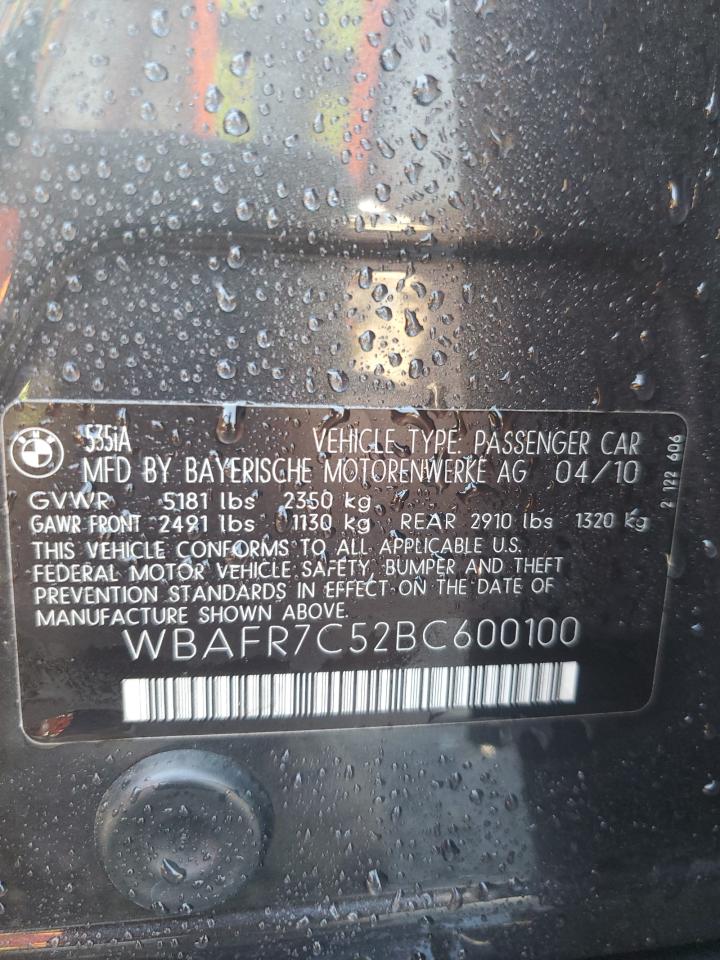 BMW
535iA VEHICLE TYPE: PASSENGER CAR
MFD BY BAYERISCHE MOTORENWERKE AG 04/10
GVWR 5181 lbs 2350 kg
GAWR FRONT 2491 lbs 1130 kg REAR 2910 lbs 1320 kg
THIS VEHICLE CONFORMS TO ALL APPLICABLE U.S.
FEDERAL MOTOR VEHICLE SAFETY, BUMPER AND THEFT
PREVENTION STANDARDS IN EFFECT ON THE DATE OF
MANUFACTURE SHOWN ABOVE.
WBAFR7C52BC600100
2 122 606